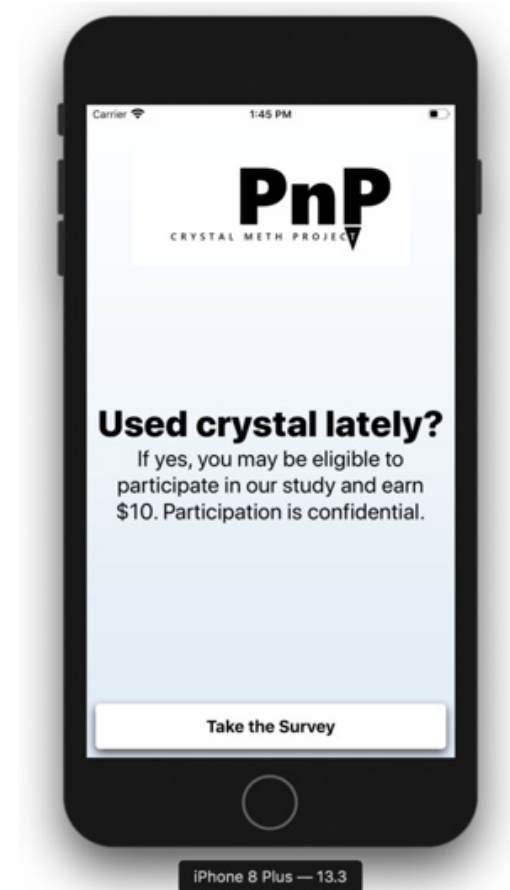 Carrier 1:45 PM
PnP
CRYSTAL METH PROJECT
Used crystal lately?
If yes, you may be eligible to
participate in our study and earn
$10. Participation is confidential.
Take the Survey
iPhone 8 Plus — 13.3